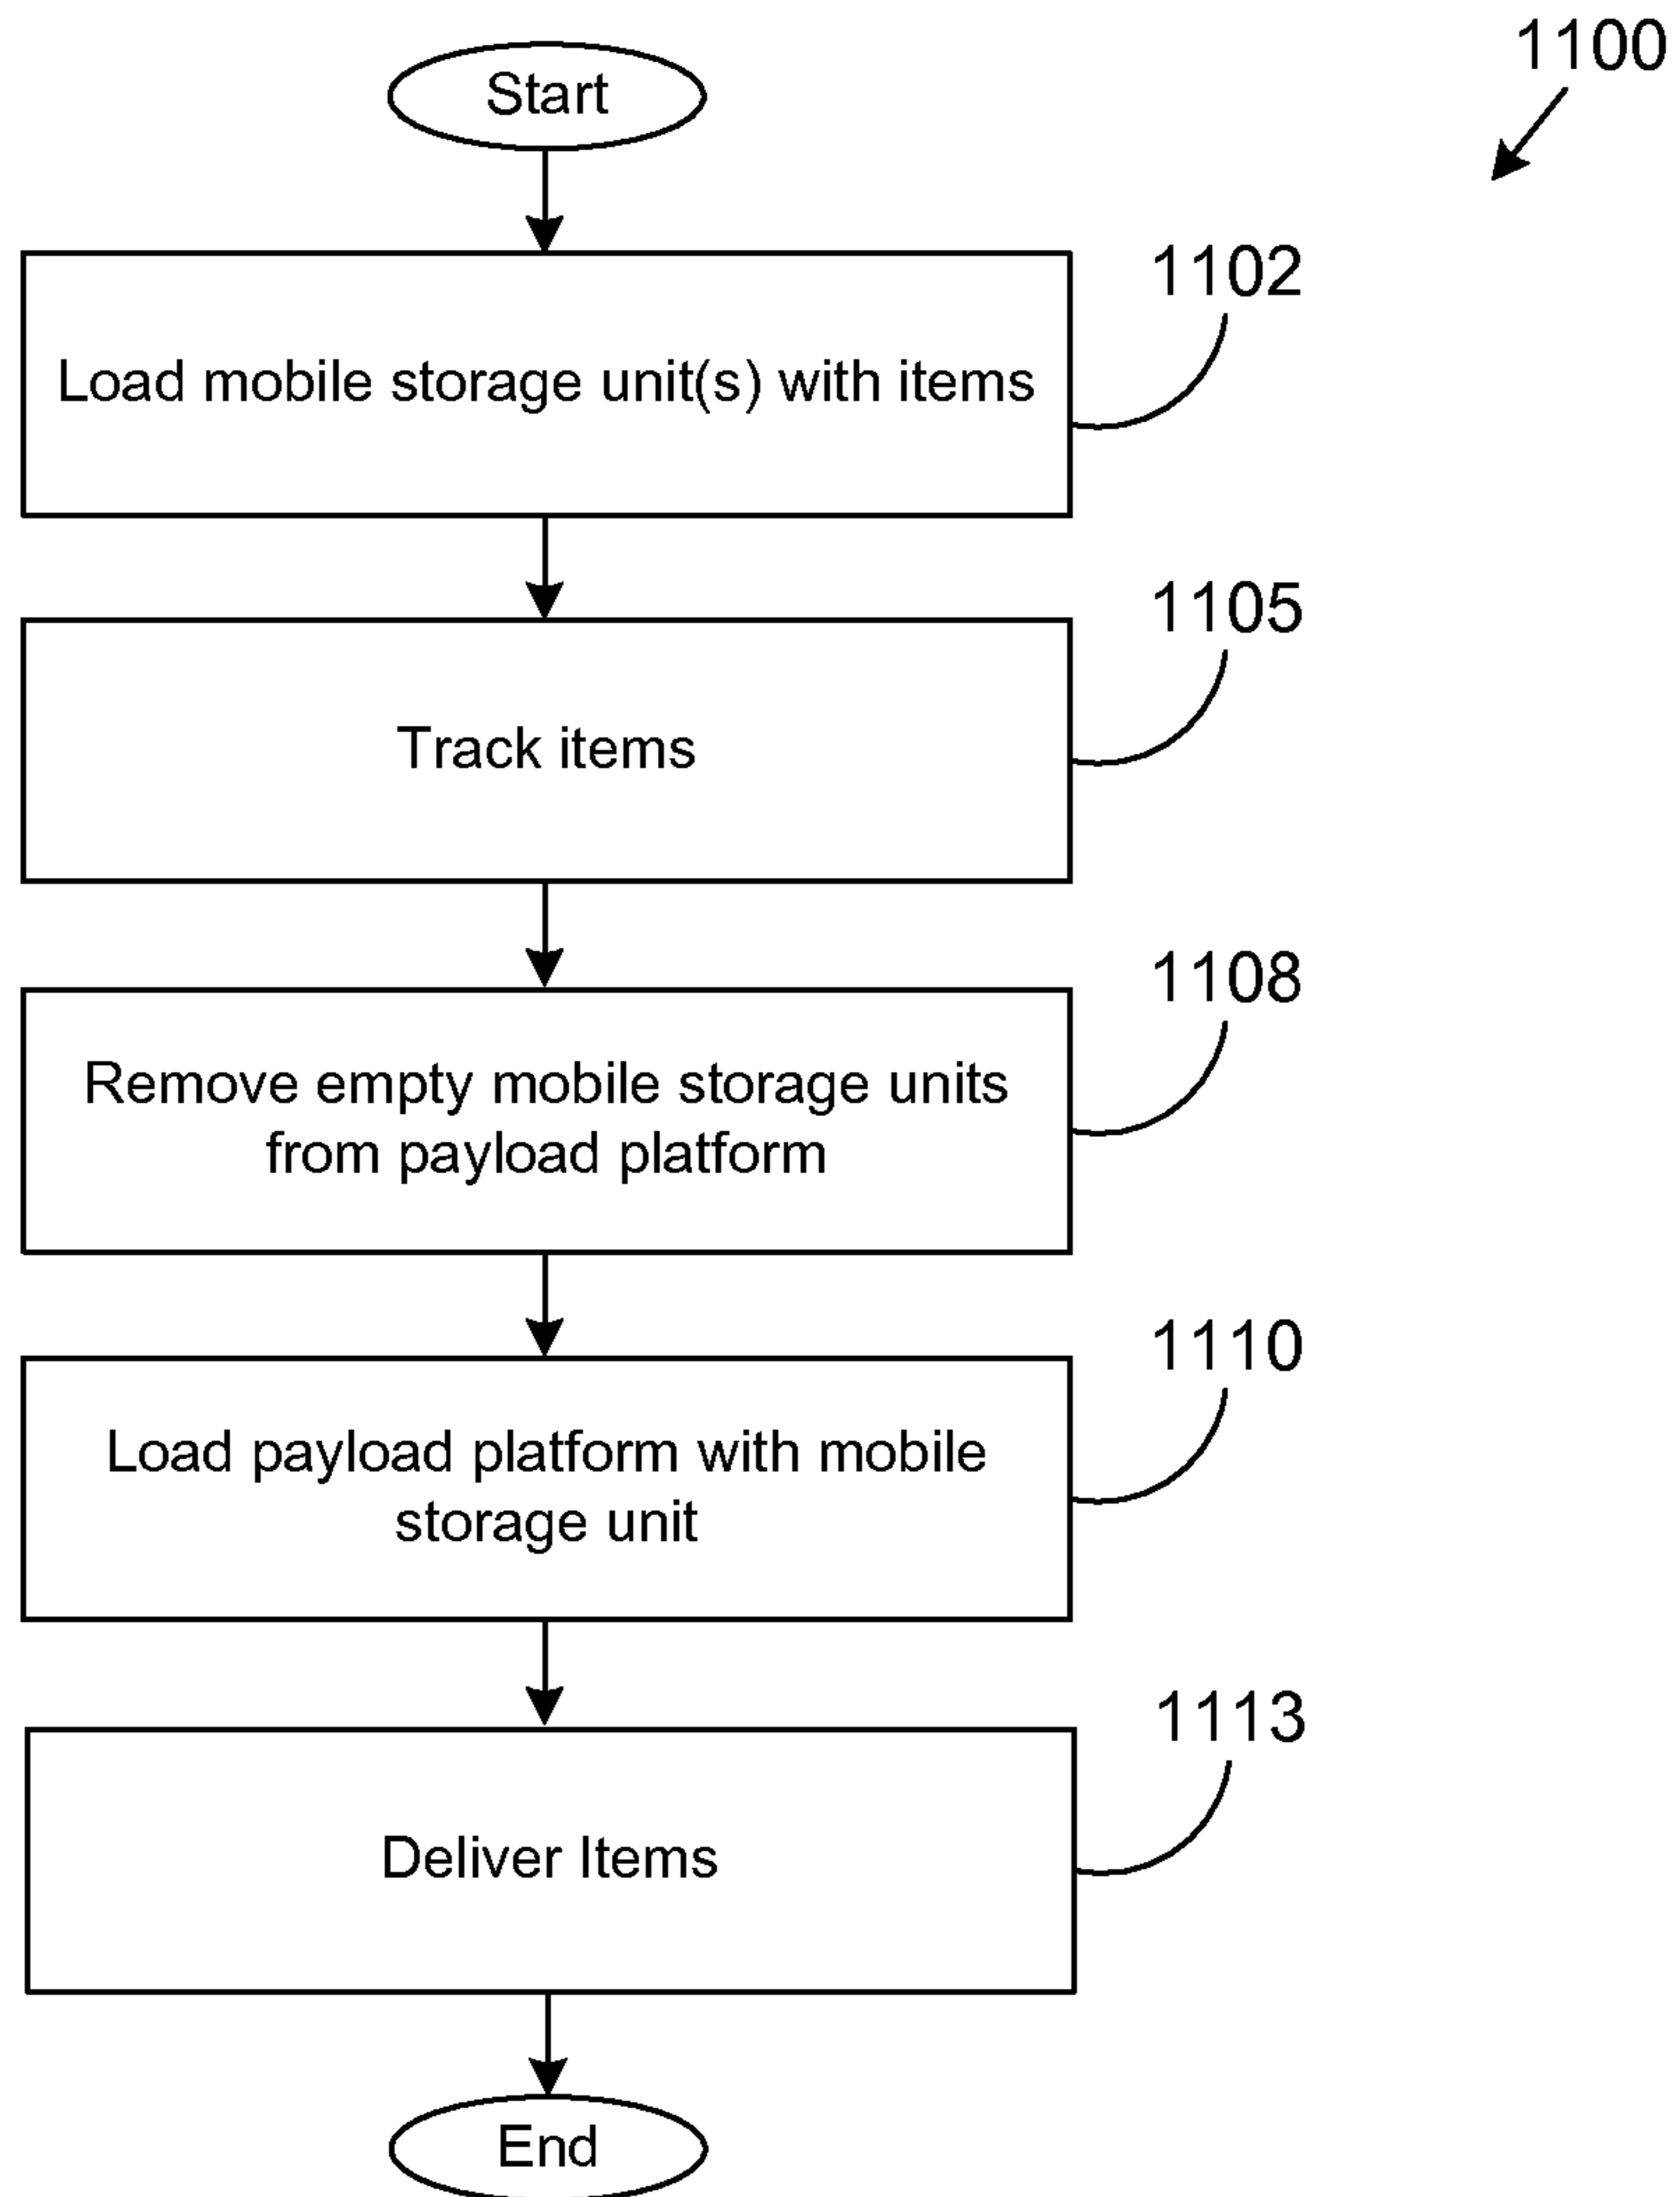 1100
Start
1102
Load mobile storage unit(s) with items
1105
Track items
1108
Remove empty mobile storage units
from payload platform
1110
Load payload platform with mobile
storage unit
1113
Deliver Items
End